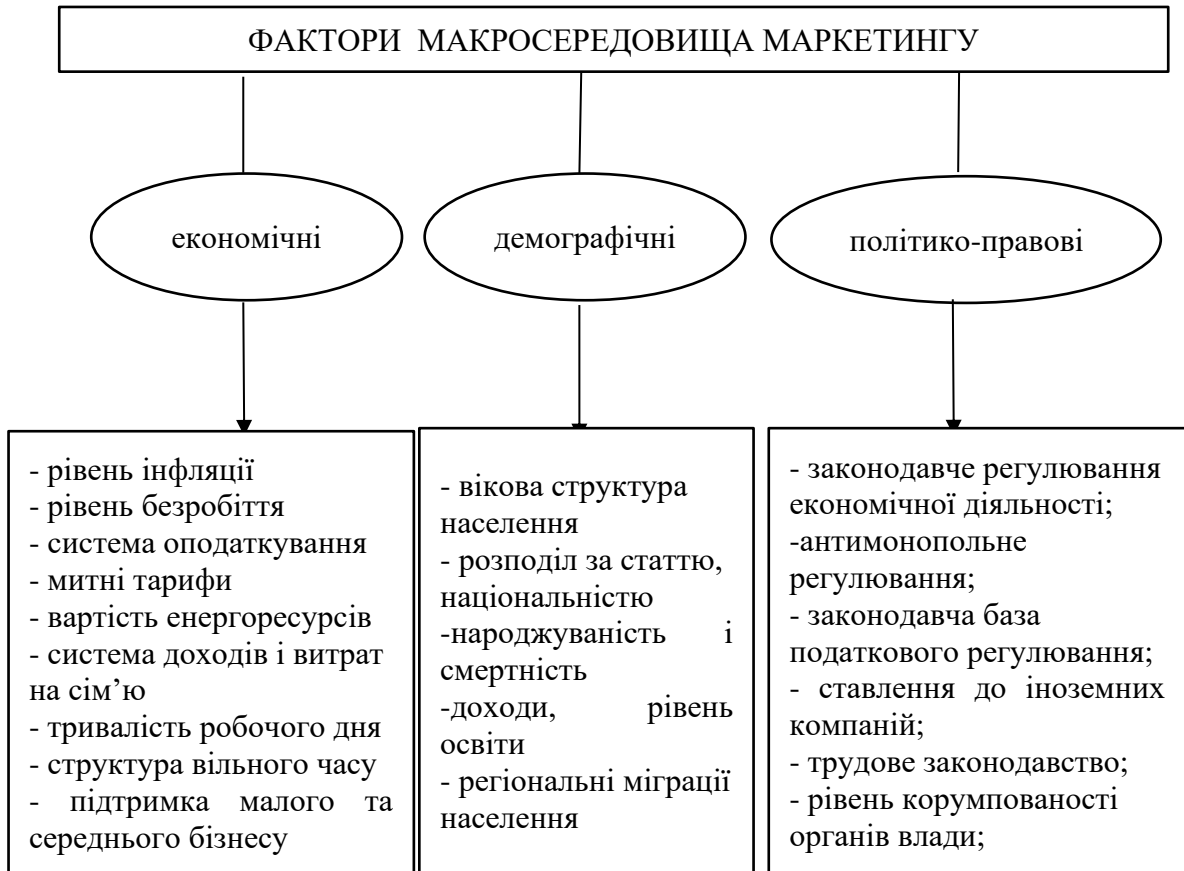 ФАКТОРИ МАКРОСЕРЕДОВИЩА МАРКЕТИНГУ
економічні
демографічні
політико-правові
- рівень інфляції
- рівень безробіття
- система оподаткування
- митні тарифи
- вартість енергоресурсів
- система доходів і витрат
на сім’ю
- тривалість робочого дня
- структура вільного часу
- підтримка малого та
середнього бізнесу
- вікова структура
населення
- розподіл за статтю,
національністю
-народжуваність і
смертність
-доходи, рівень
освіти
- регіональні міграції
населення
- законодавче регулювання
економічної діяльності;
-антимонопольне
регулювання;
- законодавча база
податкового регулювання;
- ставлення до іноземних
компаній;
- трудове законодавство;
- рівень корумпованості
органів влади;